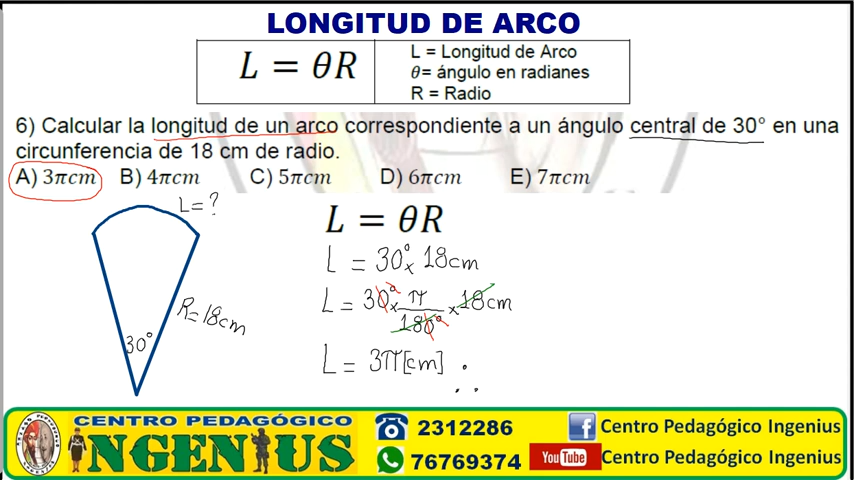 LONGITUD DE ARCO
L = θR
L = Longitud de Arco
θ= ángulo en radianes
R = Radio
6) Calcular la longitud de un arco correspondiente a un ángulo central de 30° en una
circunferencia de 18 cm de radio.
A) 3πcm B) 4πcm C) 5πcm D) 6πcm E) 7πcm
L=?
R=18cm
30°
L = θR
L = 30° x 18cm
L = 30° x π/180° x 18cm
L = 3π[cm] ∴
CENTRO PEDAGÓGICO
INGENIUS
2312286
76769374
f Centro Pedagógico Ingenius
YouTube Centro Pedagógico Ingenius